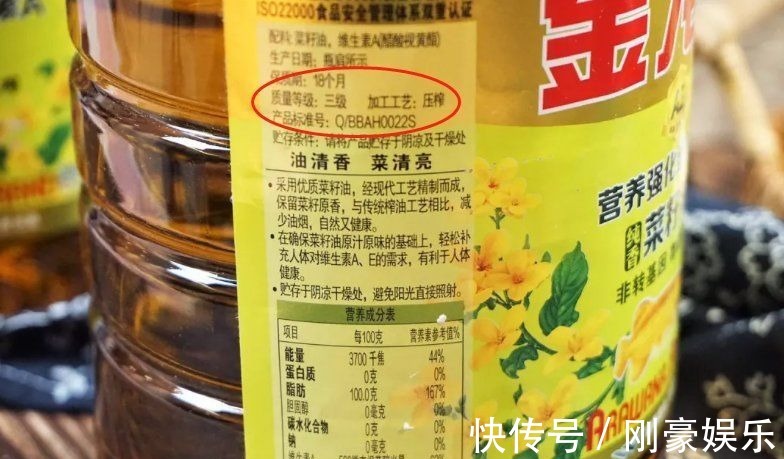 ISO22000食品安全管理体系双重认证
配料:菜籽油，维生素A(醋酸视黄酯)
生产日期：瓶肩所示
保质期：18个月
质量等级：三级 加工工艺：压榨
产品标准号：Q/BBAH0022S
贮存条件：请将产品贮存于阴凉及干燥处
油清香 菜清亮
•采用优质菜籽油，经现代工艺精制而成，
保留菜籽原香，与传统榨油工艺相比，减
少油烟，自然又健康。
•在确保菜籽油原汁原味的基础上，轻松补
充人体对维生素A、E的需求，有利于人体
健康。
•贮存于阴凉干燥处，避免阳光直接照射。
营养成分表
项目 每100克 营养素参考值%
能量 3700 千焦 44%
蛋白质 0克 0%
脂肪 100.0克 167%
胆固醇 0毫克 0%
碳水化合物 0克 0%
钠 0毫克 0%
金
营养强化
纯香
菜籽
非转基因
ARAWANA
快传号 / 刚豪娱乐